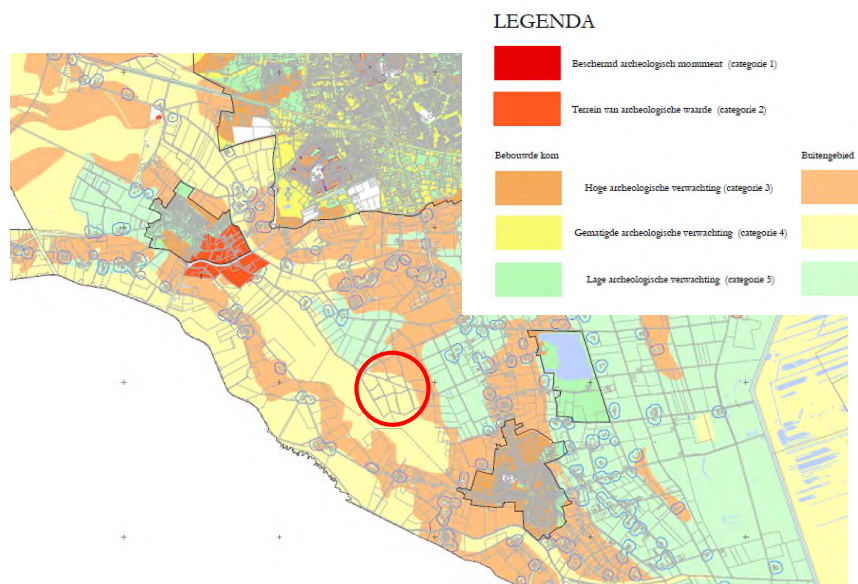 LEGENDA
Beschermd archeologisch monument (categorie 1)
Terrein van archeologische waarde (categorie 2)
Bebouwde kom Buitengebied
Hoge archeologische verwachting (categorie 3)
Gematigde archeologische verwachting (categorie 4)
Lage archeologische verwachting (categorie 5)